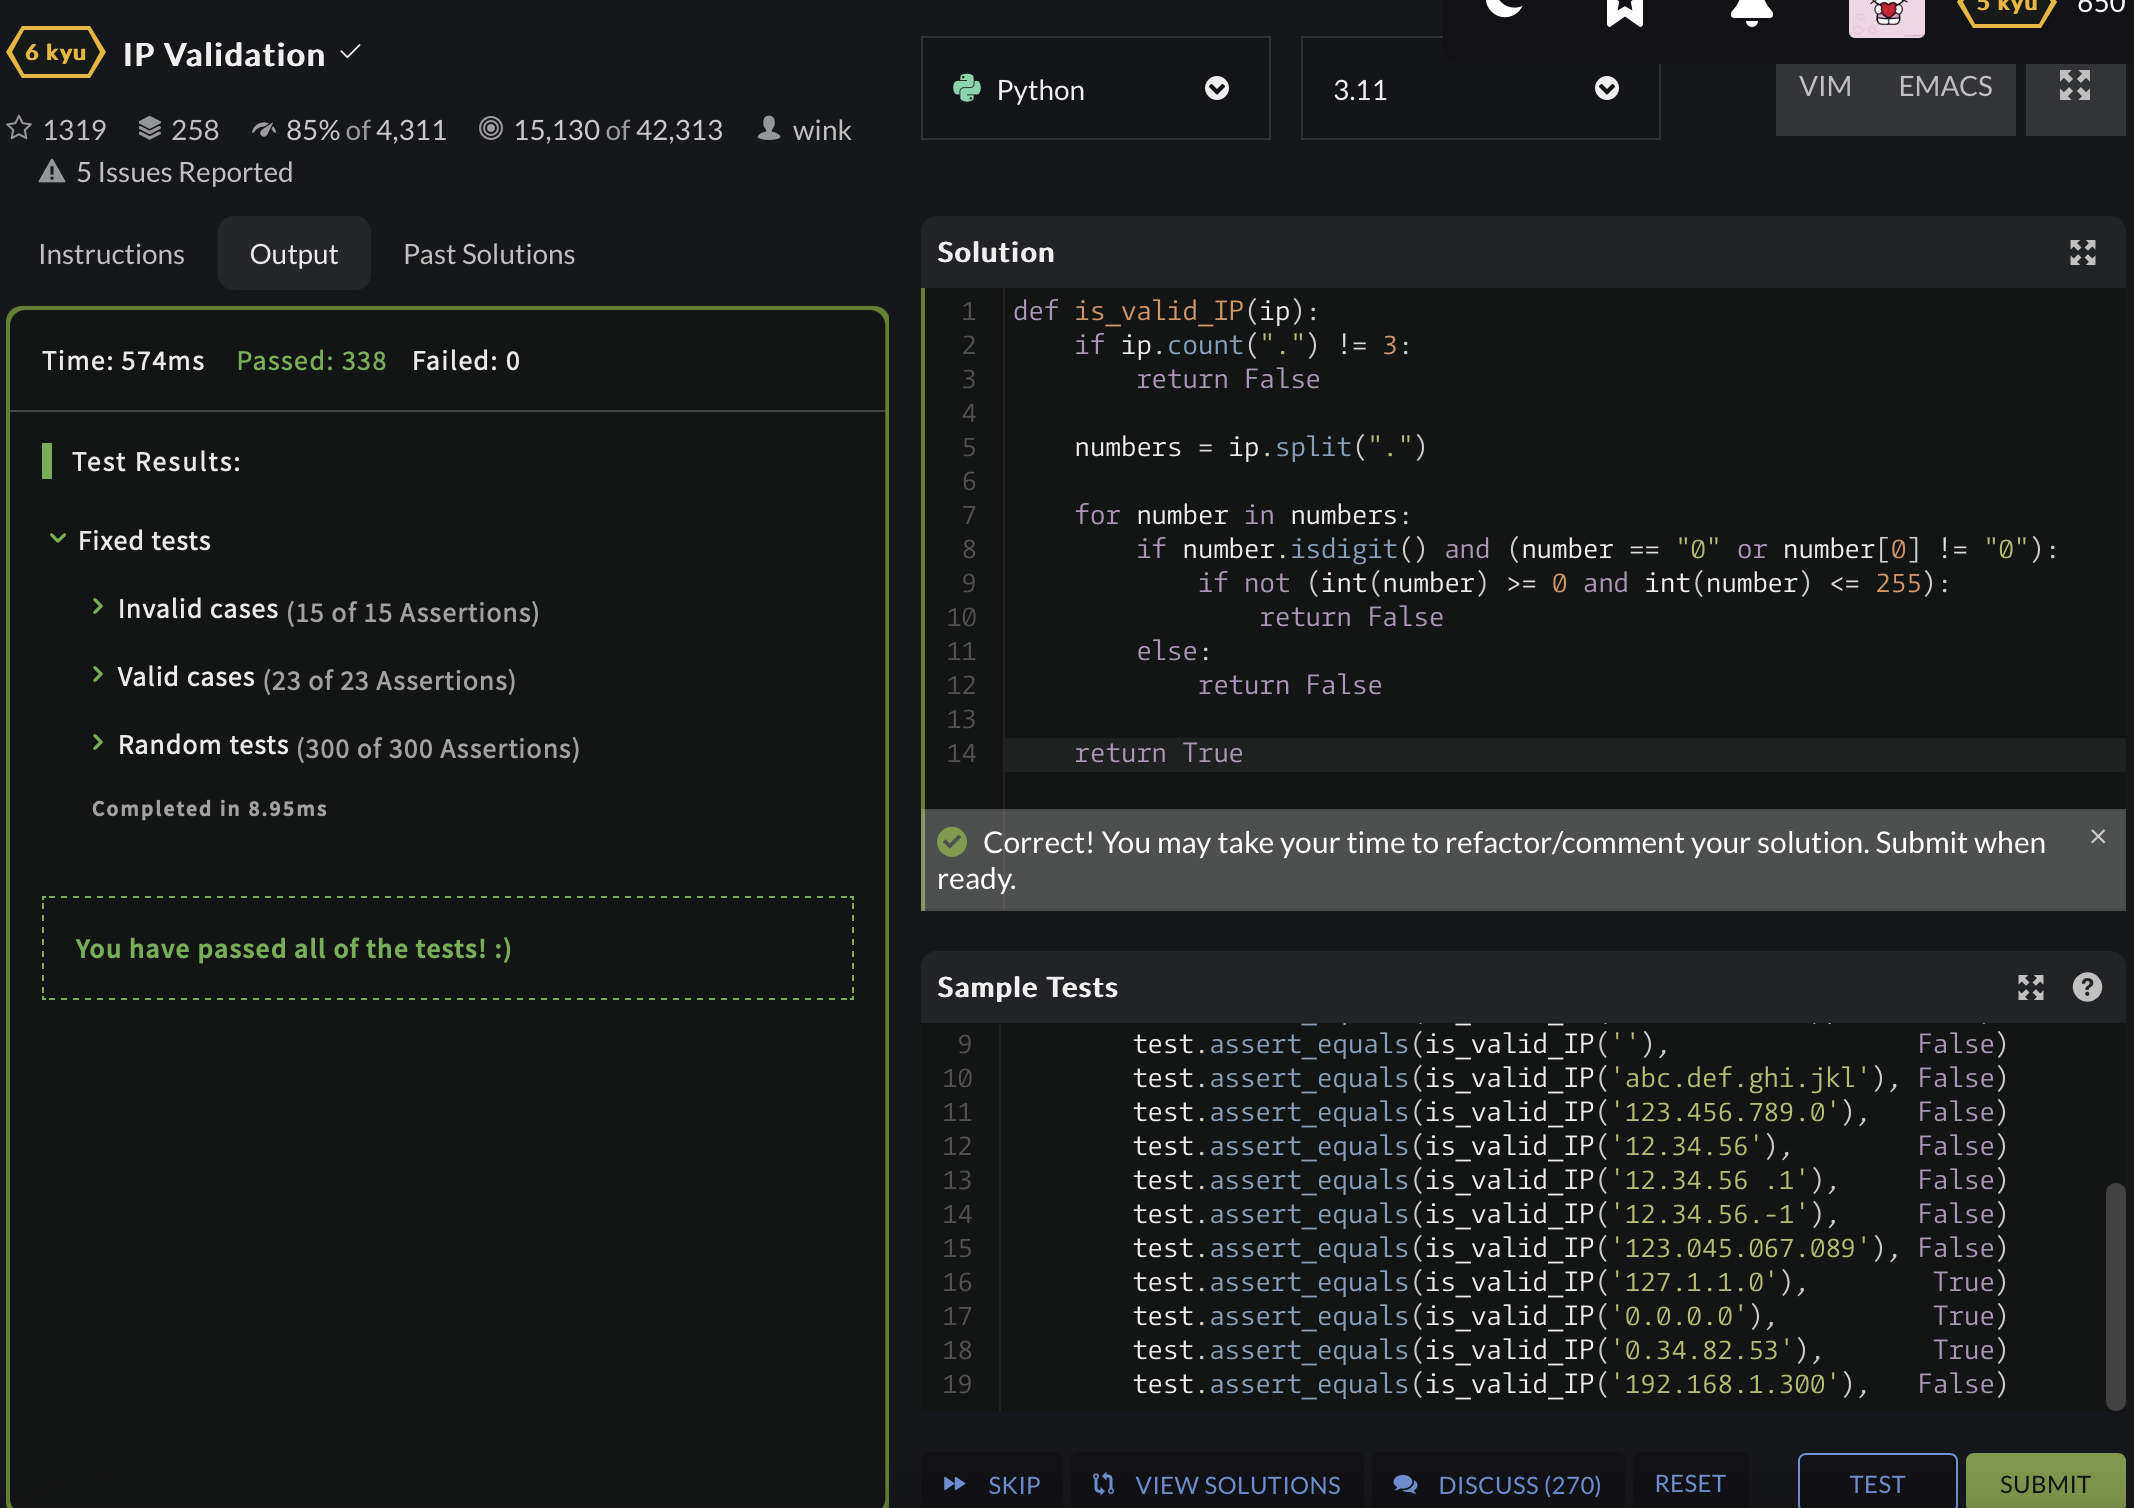 6 kyu IP Validation
1319 258 85% of 4,311 15,130 of 42,313 wink
5 Issues Reported
Instructions Output Past Solutions
Time: 574ms Passed: 338 Failed: 0
Test Results:
Fixed tests
Invalid cases (15 of 15 Assertions)
Valid cases (23 of 23 Assertions)
Random tests (300 of 300 Assertions)
Completed in 8.95ms
You have passed all of the tests! :)
5 kyu 650
Python 3.11 VIM EMACS
Solution
1 def is_valid_IP(ip):
2     if ip.count(".") != 3:
3         return False
4
5     numbers = ip.split(".")
6
7     for number in numbers:
8         if number.isdigit() and (number == "0" or number[0] != "0"):
9             if not (int(number) >= 0 and int(number) <= 255):
10                 return False
11         else:
12             return False
13
14     return True
Correct! You may take your time to refactor/comment your solution. Submit when
ready.
Sample Tests
9 test.assert_equals(is_valid_IP(''), False)
10 test.assert_equals(is_valid_IP('abc.def.ghi.jkl'), False)
11 test.assert_equals(is_valid_IP('123.456.789.0'), False)
12 test.assert_equals(is_valid_IP('12.34.56'), False)
13 test.assert_equals(is_valid_IP('12.34.56 .1'), False)
14 test.assert_equals(is_valid_IP('12.34.56.-1'), False)
15 test.assert_equals(is_valid_IP('123.045.067.089'), False)
16 test.assert_equals(is_valid_IP('127.1.1.0'), True)
17 test.assert_equals(is_valid_IP('0.0.0.0'), True)
18 test.assert_equals(is_valid_IP('0.34.82.53'), True)
19 test.assert_equals(is_valid_IP('192.168.1.300'), False)
SKIP VIEW SOLUTIONS DISCUSS (270) RESET TEST SUBMIT